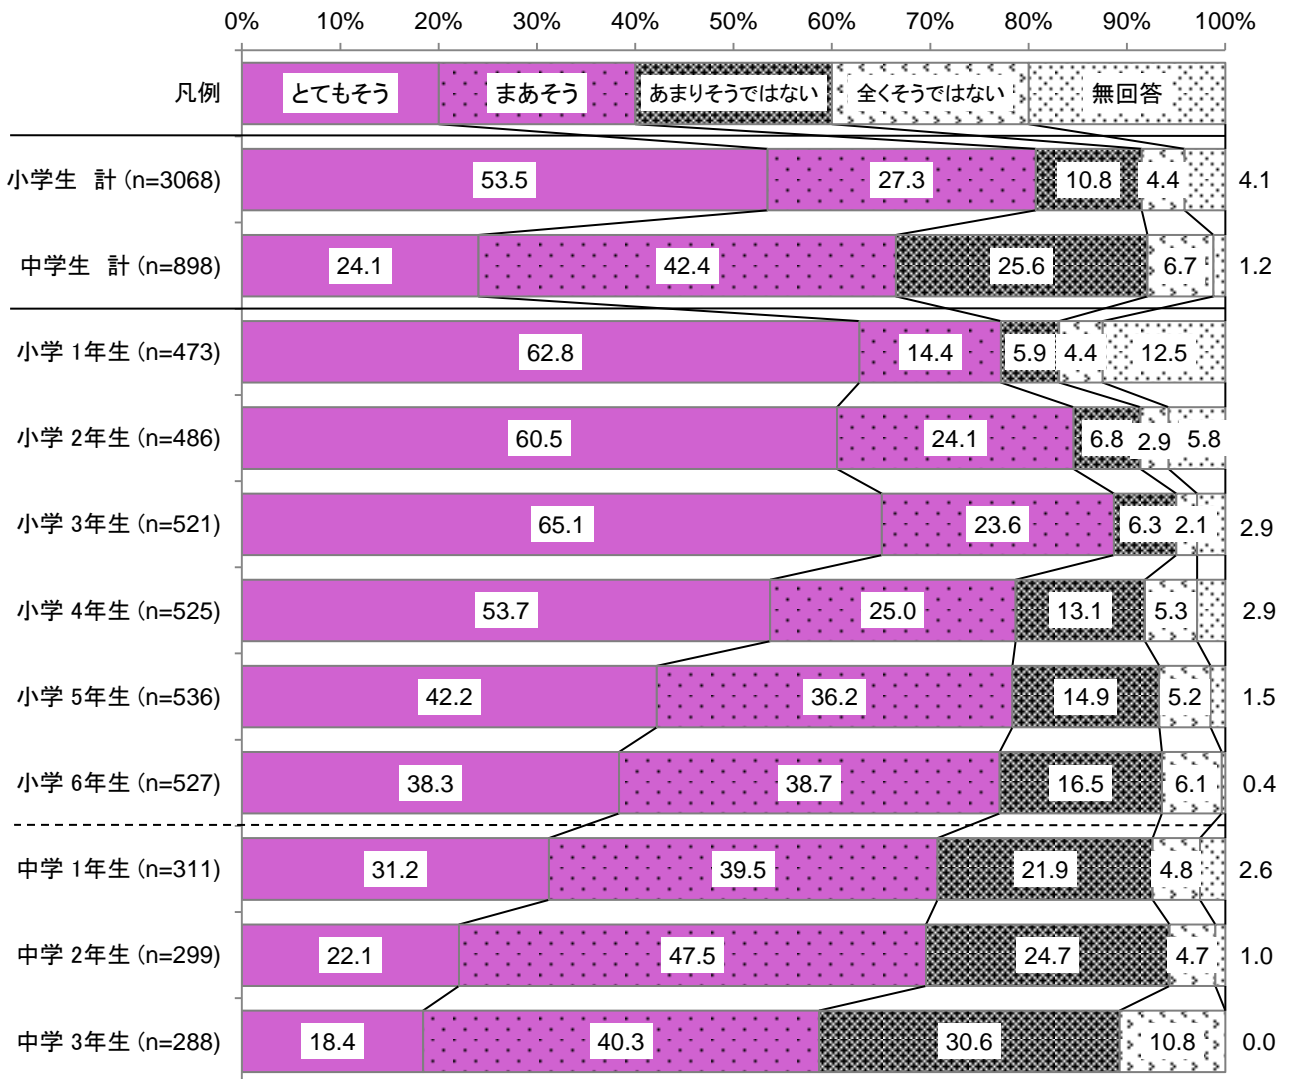 0% 10% 20% 30% 40% 50% 60% 70% 80% 90% 100%
凡例 とてもそう まあそう あまりそうではない 全くそうではない 無回答
小学生 計 (n=3068) 53.5 27.3 10.8 4.4 4.1
中学生 計 (n=898) 24.1 42.4 25.6 6.7 1.2
小学 1年生 (n=473) 62.8 14.4 5.9 4.4 12.5
小学 2年生 (n=486) 60.5 24.1 6.8 2.9 5.8
小学 3年生 (n=521) 65.1 23.6 6.3 2.1 2.9
小学 4年生 (n=525) 53.7 25.0 13.1 5.3 2.9
小学 5年生 (n=536) 42.2 36.2 14.9 5.2 1.5
小学 6年生 (n=527) 38.3 38.7 16.5 6.1 0.4
中学 1年生 (n=311) 31.2 39.5 21.9 4.8 2.6
中学 2年生 (n=299) 22.1 47.5 24.7 4.7 1.0
中学 3年生 (n=288) 18.4 40.3 30.6 10.8 0.0